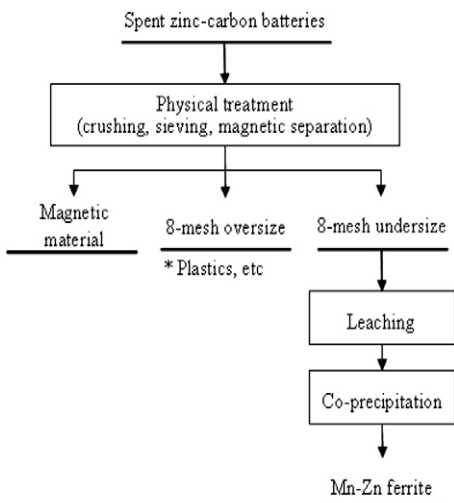 Spent zinc-carbon batteries
Physical treatment
(crushing, sieving, magnetic separation)
Magnetic
material
8-mesh oversize
* Plastics, etc
8-mesh undersize
Leaching
Co-precipitation
Mn-Zn ferrite